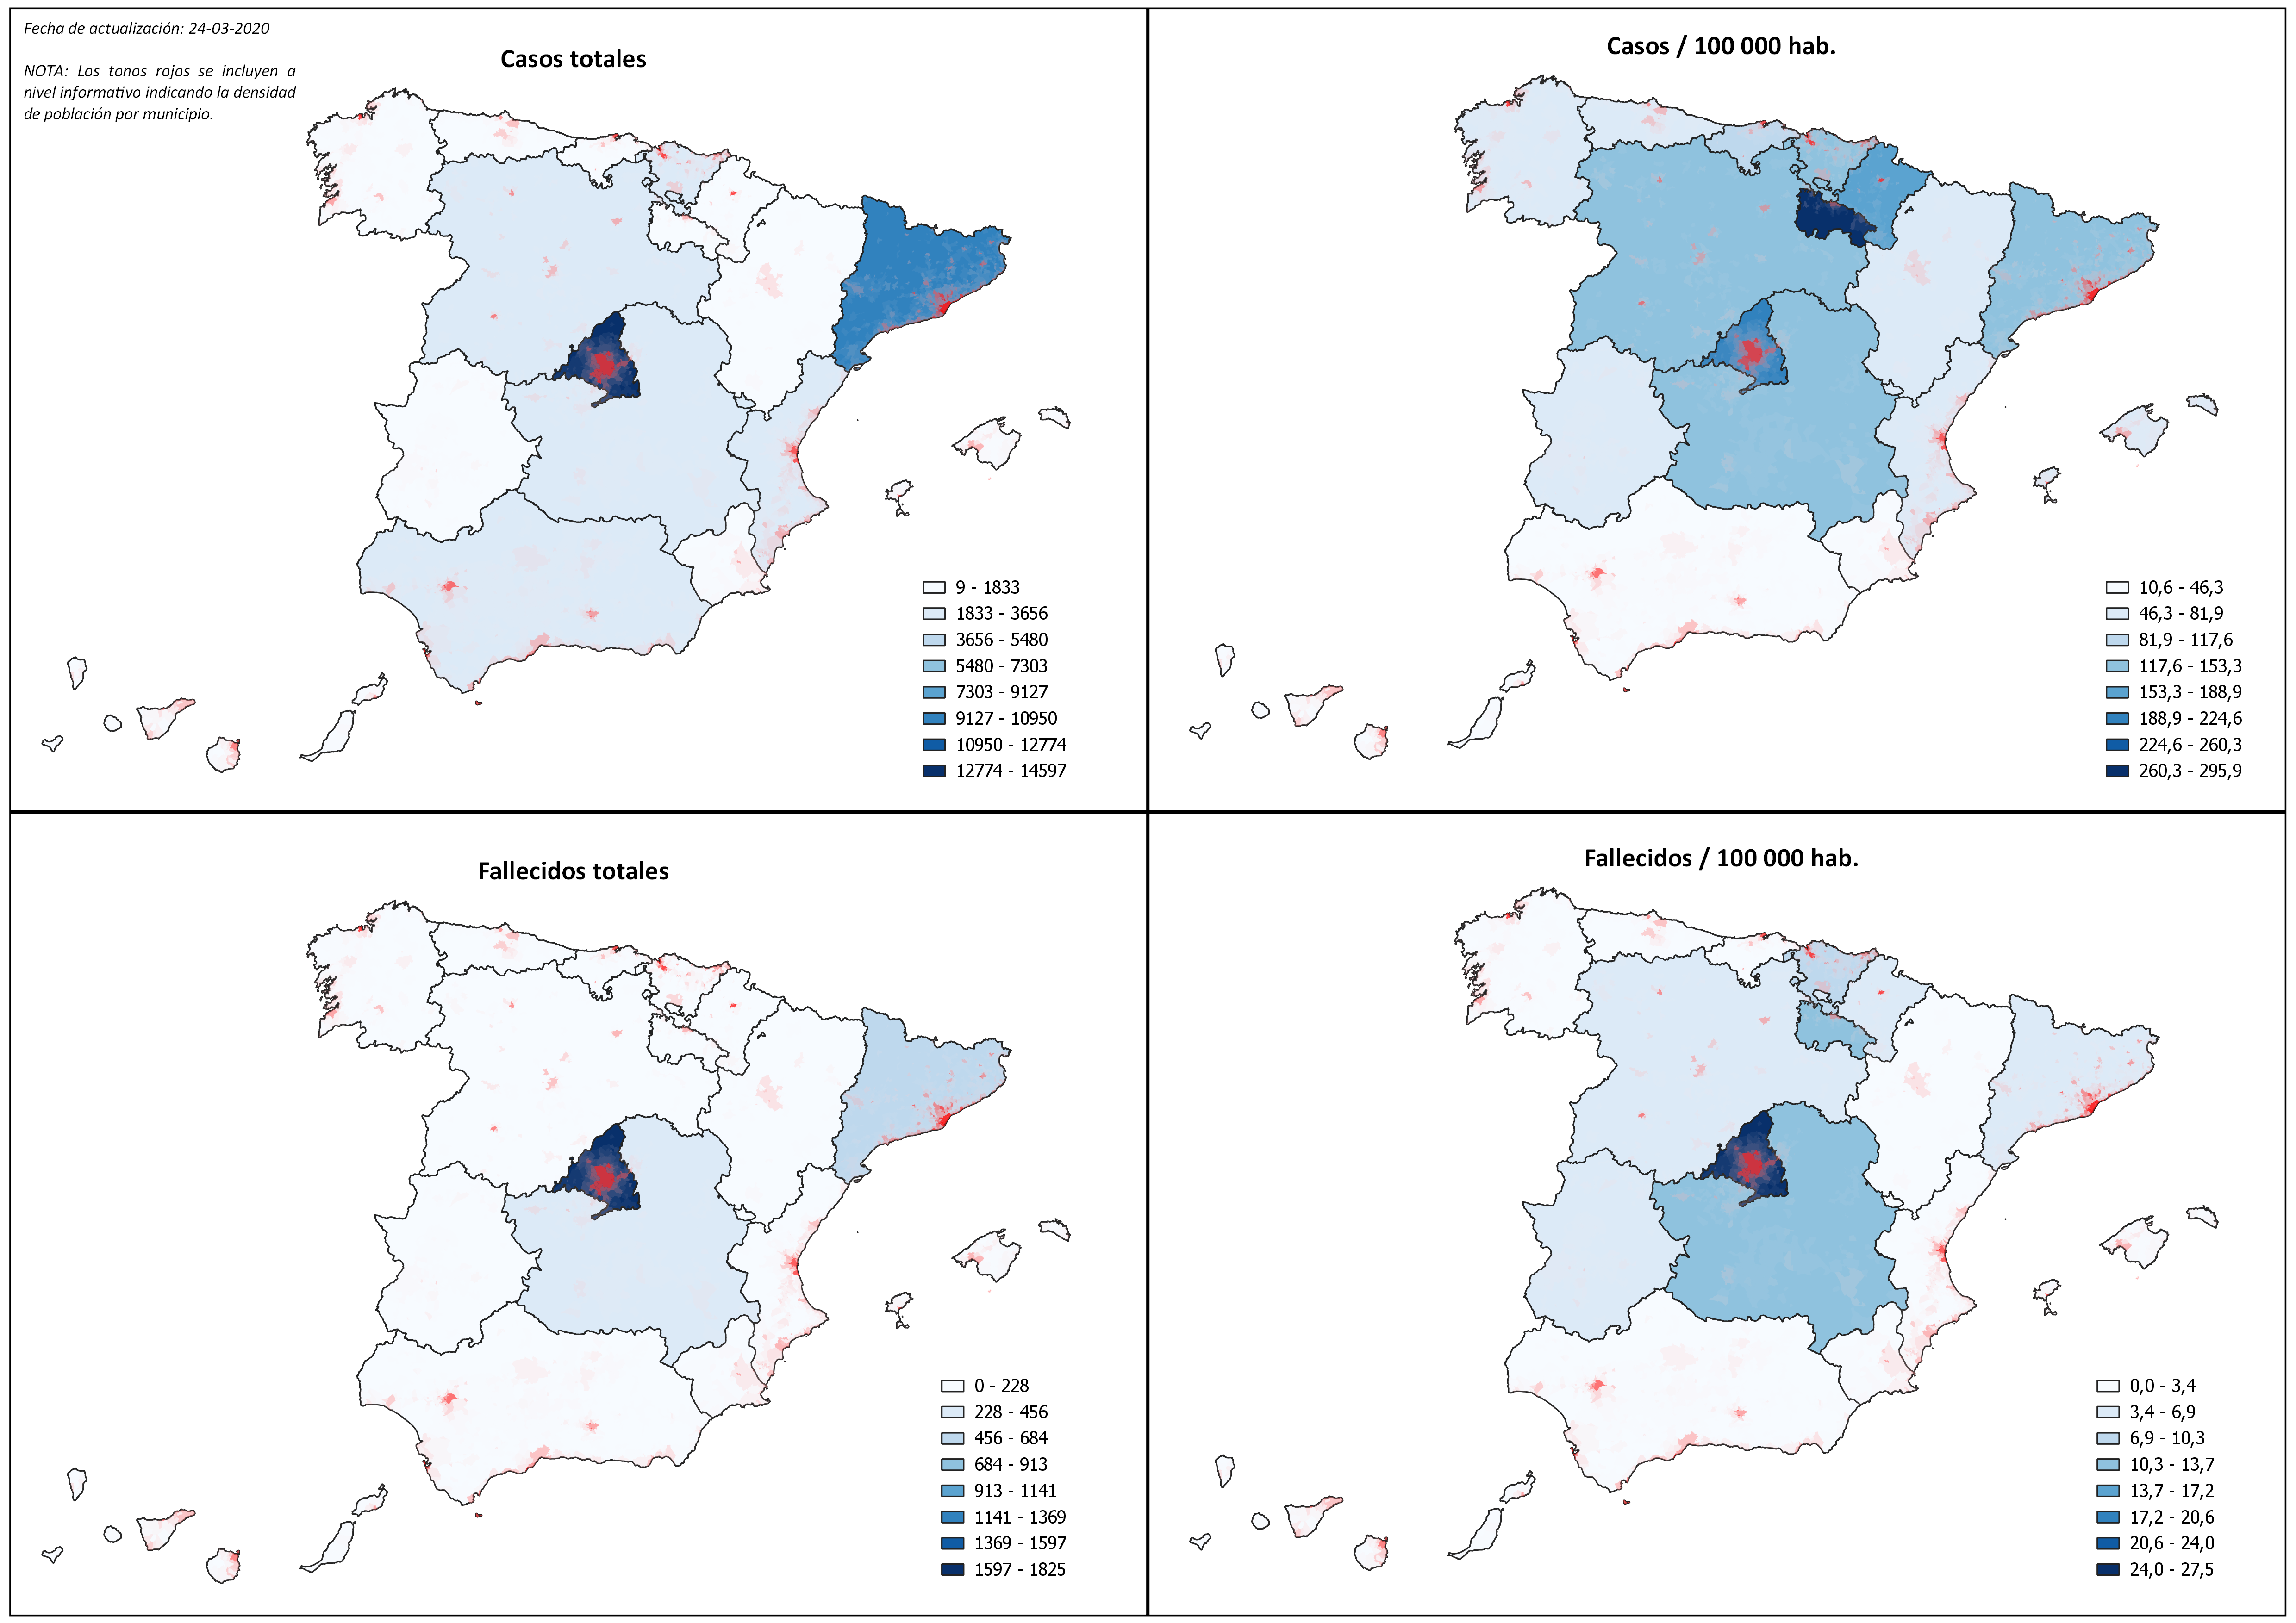 Fecha de actualización: 24-03-2020
NOTA: Los tonos rojos se incluyen a
nivel informativo indicando la densidad
de población por municipio.
Casos totales
9 - 1833
1833 - 3656
3656 - 5480
5480 - 7303
7303 - 9127
9127 - 10950
10950 - 12774
12774 - 14597
Casos / 100 000 hab.
10,6 - 46,3
46,3 - 81,9
81,9 - 117,6
117,6 - 153,3
153,3 - 188,9
188,9 - 224,6
224,6 - 260,3
260,3 - 295,9
Fallecidos totales
0 - 228
228 - 456
456 - 684
684 - 913
913 - 1141
1141 - 1369
1369 - 1597
1597 - 1825
Fallecidos / 100 000 hab.
0,0 - 3,4
3,4 - 6,9
6,9 - 10,3
10,3 - 13,7
13,7 - 17,2
17,2 - 20,6
20,6 - 24,0
24,0 - 27,5